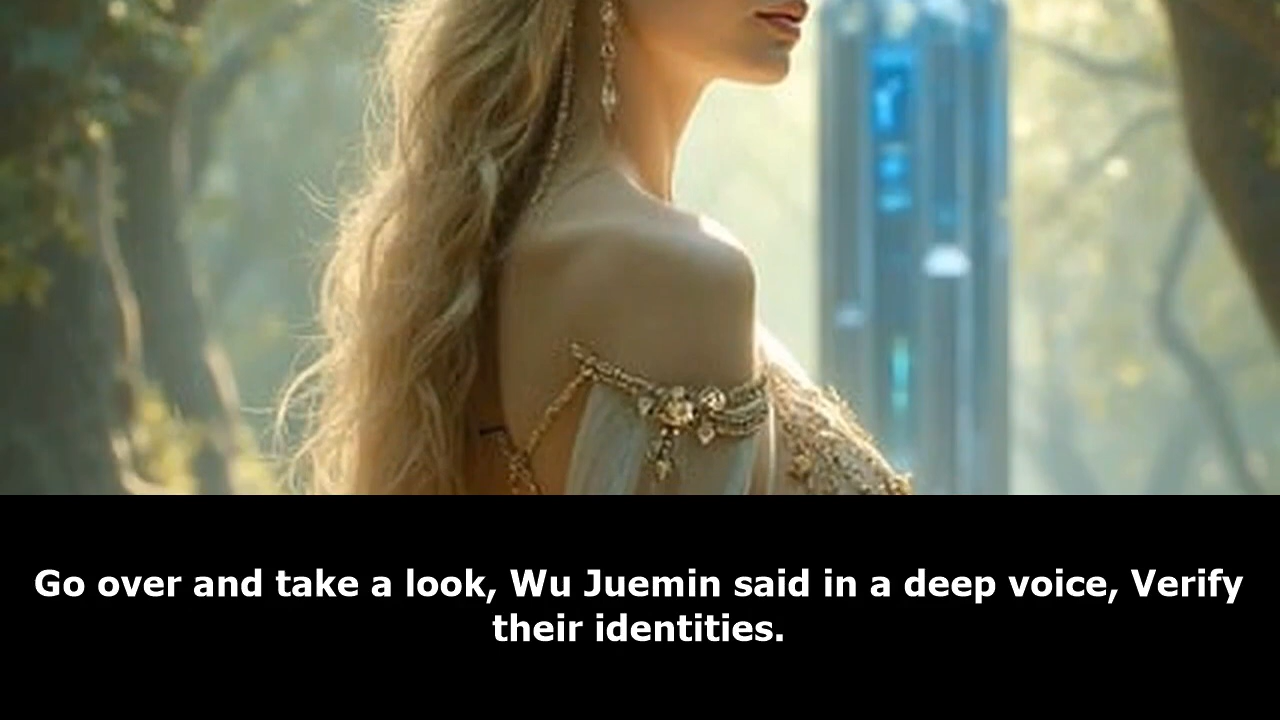 Go over and take a look, Wu Juemin said in a deep voice, Verify
their identities.